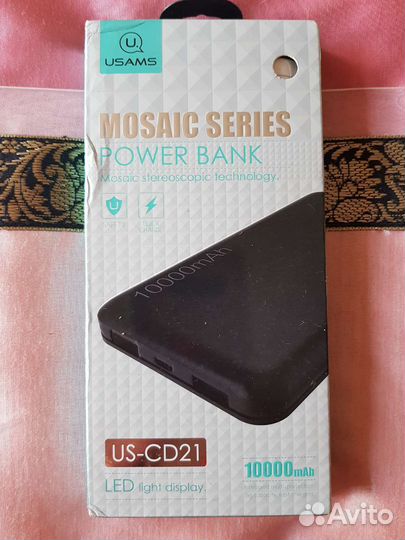 USAMS
MOSAIC SERIES
POWER BANK
Mosaic stereoscopic technology.
10000mAh
US-CD21
LED light display.
10000mAh
Avito